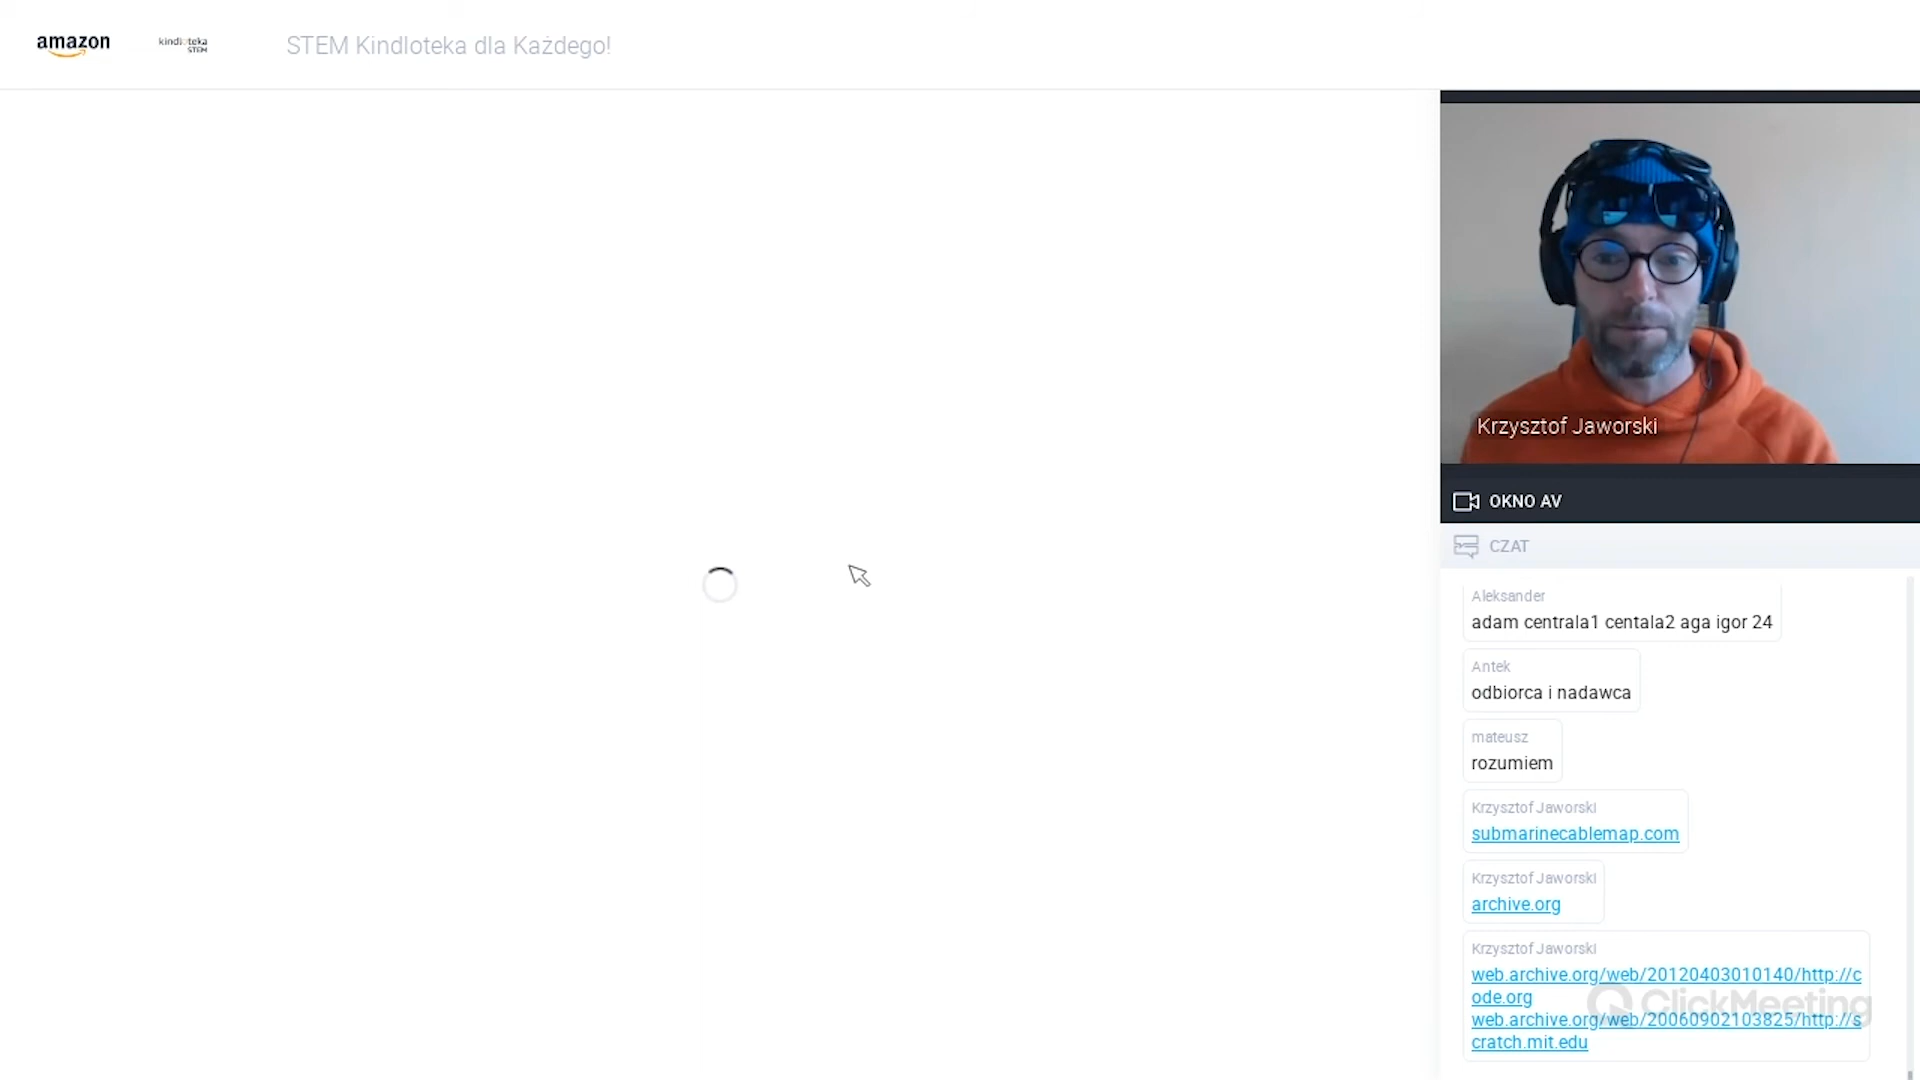 amazon
kindloteka
STEM
STEM Kindloteka dla Każdego!
Krzysztof Jaworski
OKNO AV
CZAT
Aleksander
adam centrala1 centala2 aga igor 24
Antek
odbiorca i nadawca
mateusz
rozumiem
Krzysztof Jaworski
submarinecablemap.com
Krzysztof Jaworski
archive.org
Krzysztof Jaworski
web.archive.org/web/20120403010140/http://c
ode.org
web.archive.org/web/20060902103825/http://s
cratch.mit.edu
ClickMeeting